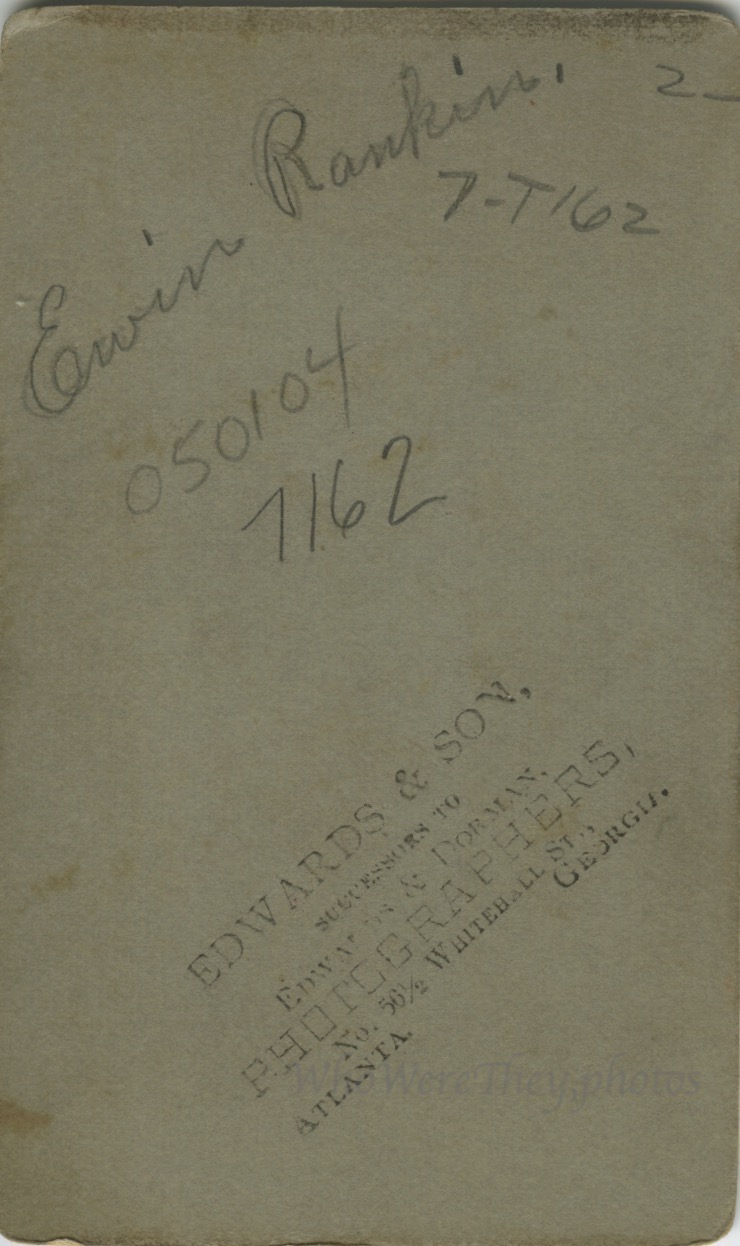 Erwin Rankin.
2-
7-T162
050104
7162
EDWARDS & SON,
SUCCESSORS TO
EDWARDS & DORMAN,
PHOTOGRAPHERS,
No. 56½ WHITEHALL ST.,
ATLANTA. GEORGIA.
WhoWereThey.photos